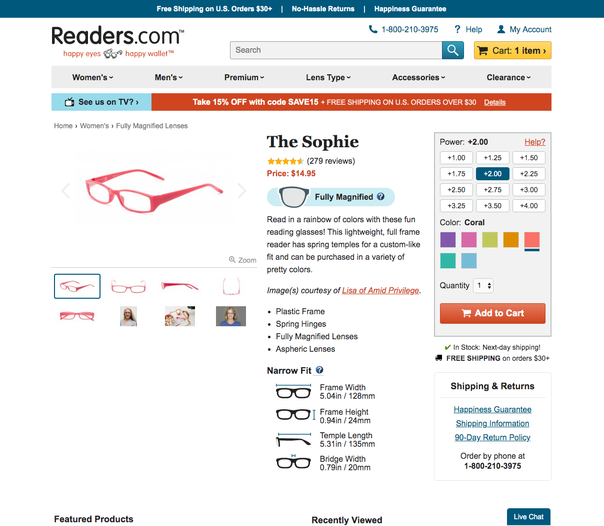 Free Shipping on U.S. Orders $30+ | No-Hassle Returns | Happiness Guarantee
Readers.com™
happy eyes happy wallet™
1-800-210-3975 ? Help My Account
Search
Cart: 1 item ›
Women's Men's Premium Lens Type Accessories Clearance
See us on TV? ›
Take 15% OFF with code SAVE15 + FREE SHIPPING ON U.S. ORDERS OVER $30 Details
Home › Women's › Fully Magnified Lenses
The Sophie
(279 reviews)
Price: $14.95
Fully Magnified ?
Read in a rainbow of colors with these fun
reading glasses! This lightweight, full frame
reader has spring temples for a custom-like
fit and can be purchased in a variety of
pretty colors.
Image(s) courtesy of Lisa of Amid Privilege.
• Plastic Frame
• Spring Hinges
• Fully Magnified Lenses
• Aspheric Lenses
Narrow Fit ?
Frame Width
5.04in / 128mm
Frame Height
0.94in / 24mm
Temple Length
5.31in / 135mm
Bridge Width
0.79in / 20mm
Zoom
Power: +2.00 Help?
+1.00 +1.25 +1.50
+1.75 +2.00 +2.25
+2.50 +2.75 +3.00
+3.25 +3.50 +4.00
Color: Coral
Quantity 1
Add to Cart
✓ In Stock: Next-day shipping!
FREE SHIPPING on orders $30+
Shipping & Returns
Happiness Guarantee
Shipping Information
90-Day Return Policy
Order by phone at
1-800-210-3975
Featured Products
Recently Viewed
Live Chat